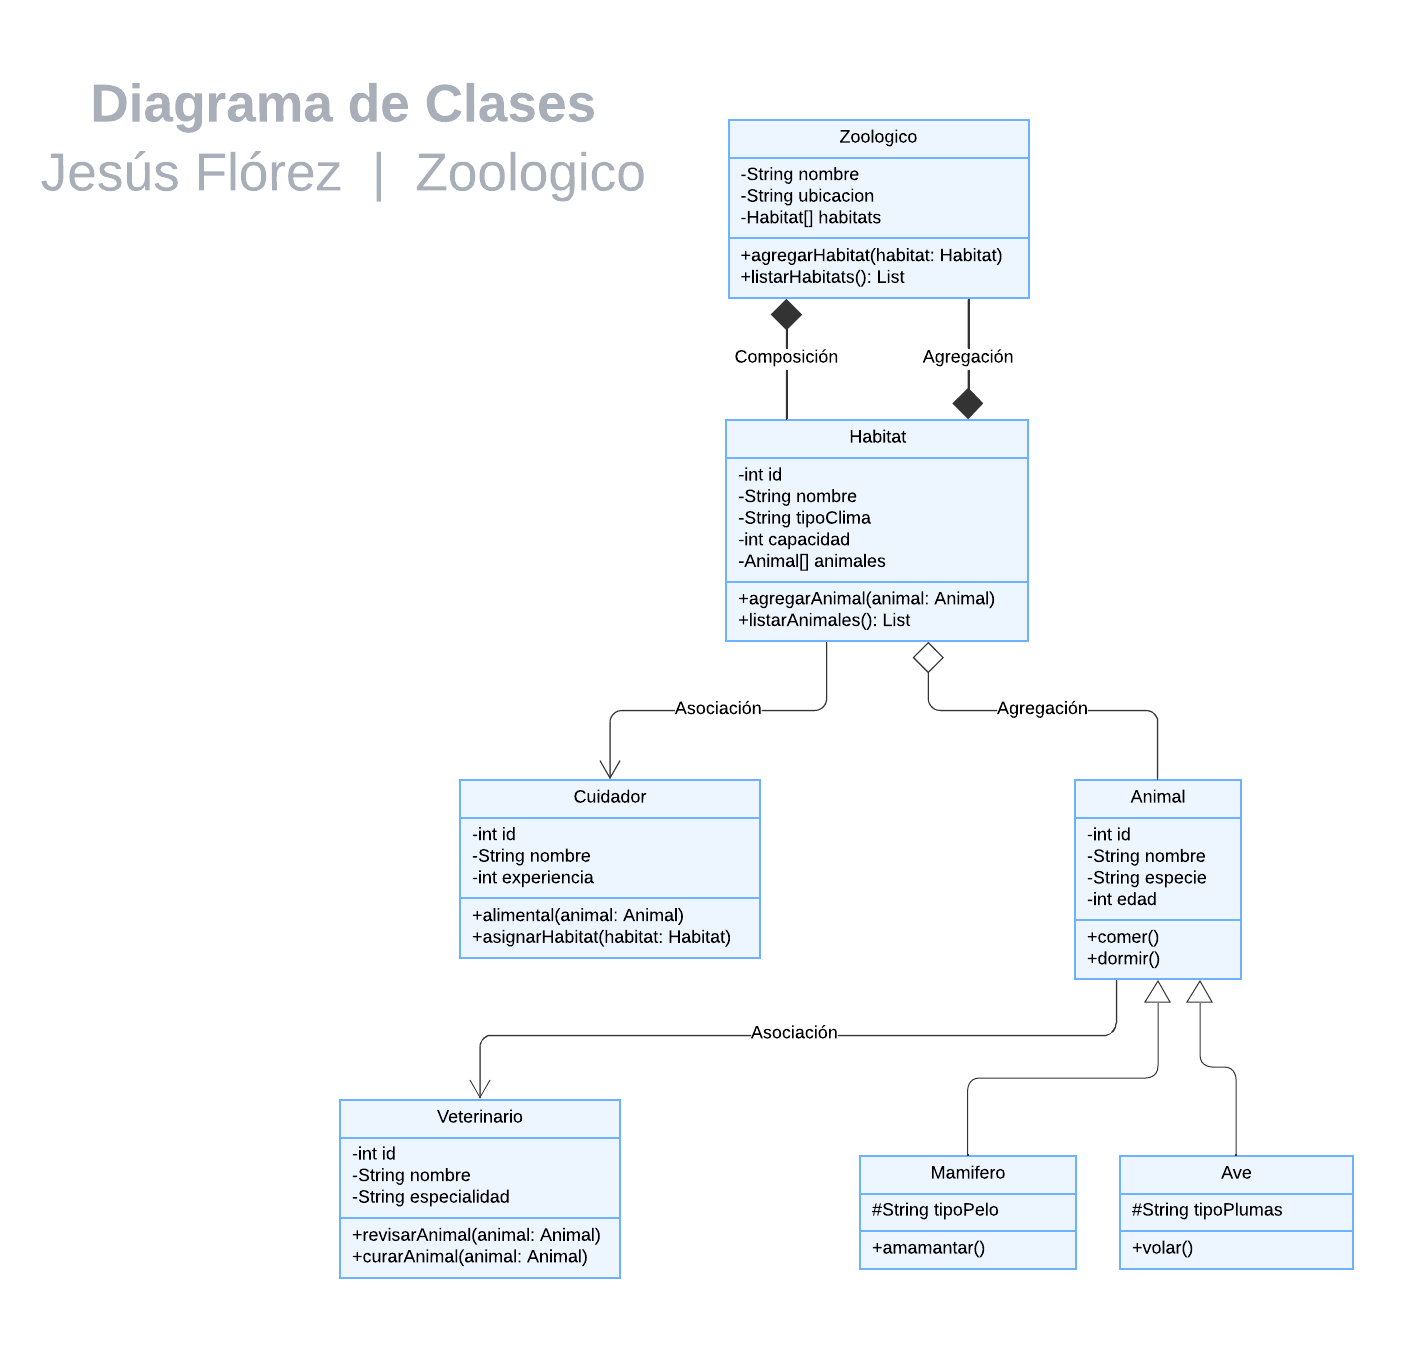 Diagrama de Clases
Jesús Flórez | Zoologico
Zoologico
-String nombre
-String ubicacion
-Habitat[] habitats
+agregarHabitat(habitat: Habitat)
+listarHabitats(): List
Composición
Agregación
Habitat
-int id
-String nombre
-String tipoClima
-int capacidad
-Animal[] animales
+agregarAnimal(animal: Animal)
+listarAnimales(): List
Asociación
Agregación
Cuidador
-int id
-String nombre
-int experiencia
+alimental(animal: Animal)
+asignarHabitat(habitat: Habitat)
Animal
-int id
-String nombre
-String especie
-int edad
+comer()
+dormir()
Asociación
Veterinario
-int id
-String nombre
-String especialidad
+revisarAnimal(animal: Animal)
+curarAnimal(animal: Animal)
Mamifero
#String tipoPelo
+amamantar()
Ave
#String tipoPlumas
+volar()